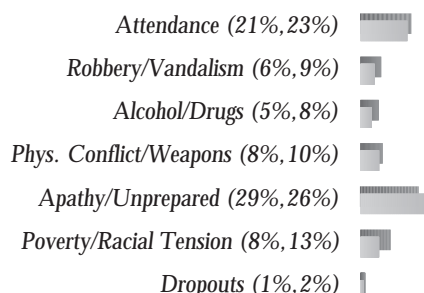 Attendance (21%,23%)
Robbery/Vandalism (6%,9%)
Alcohol/Drugs (5%,8%)
Phys. Conflict/Weapons (8%,10%)
Apathy/Unprepared (29%,26%)
Poverty/Racial Tension (8%,13%)
Dropouts (1%,2%)